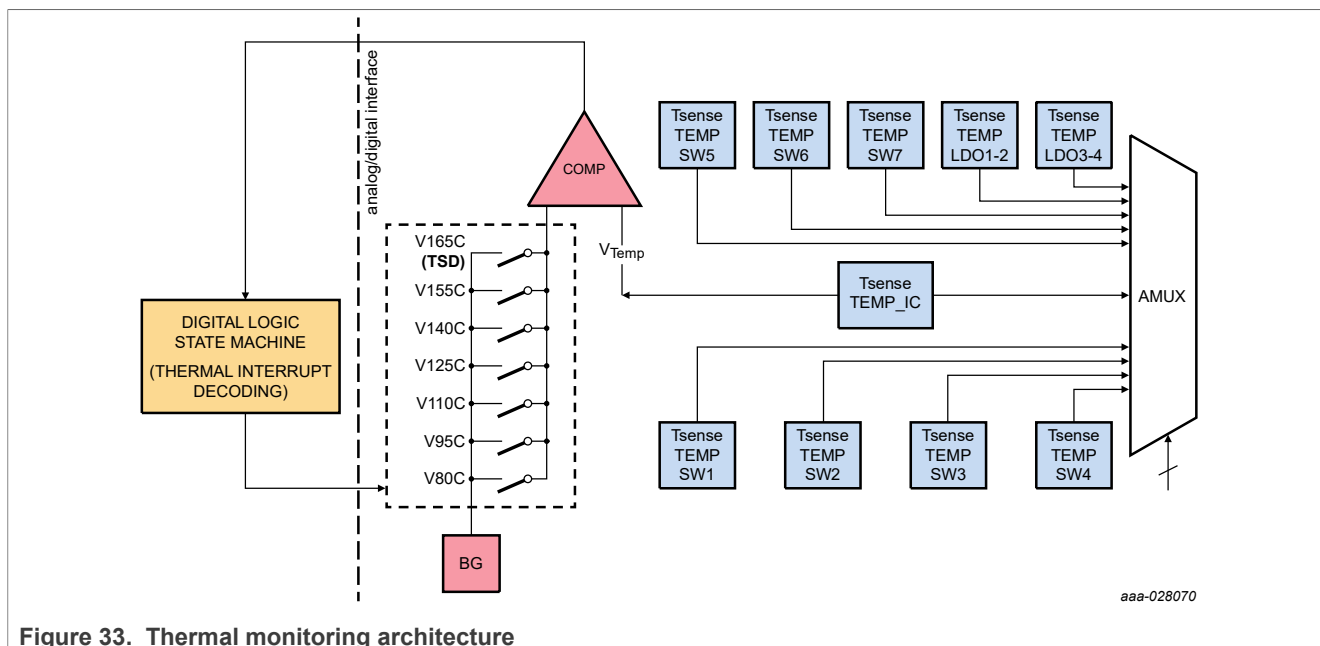 analog/digital interface
COMP
V165C
(TSD)
V155C
V140C
V125C
V110C
V95C
V80C
BG
DIGITAL LOGIC
STATE MACHINE
(THERMAL INTERRUPT
DECODING)
VTemp
Tsense
TEMP
SW5
Tsense
TEMP
SW6
Tsense
TEMP
SW7
Tsense
TEMP
LDO1-2
Tsense
TEMP
LDO3-4
Tsense
TEMP_IC
AMUX
Tsense
TEMP
SW1
Tsense
TEMP
SW2
Tsense
TEMP
SW3
Tsense
TEMP
SW4
aaa-028070
Figure 33. Thermal monitoring architecture